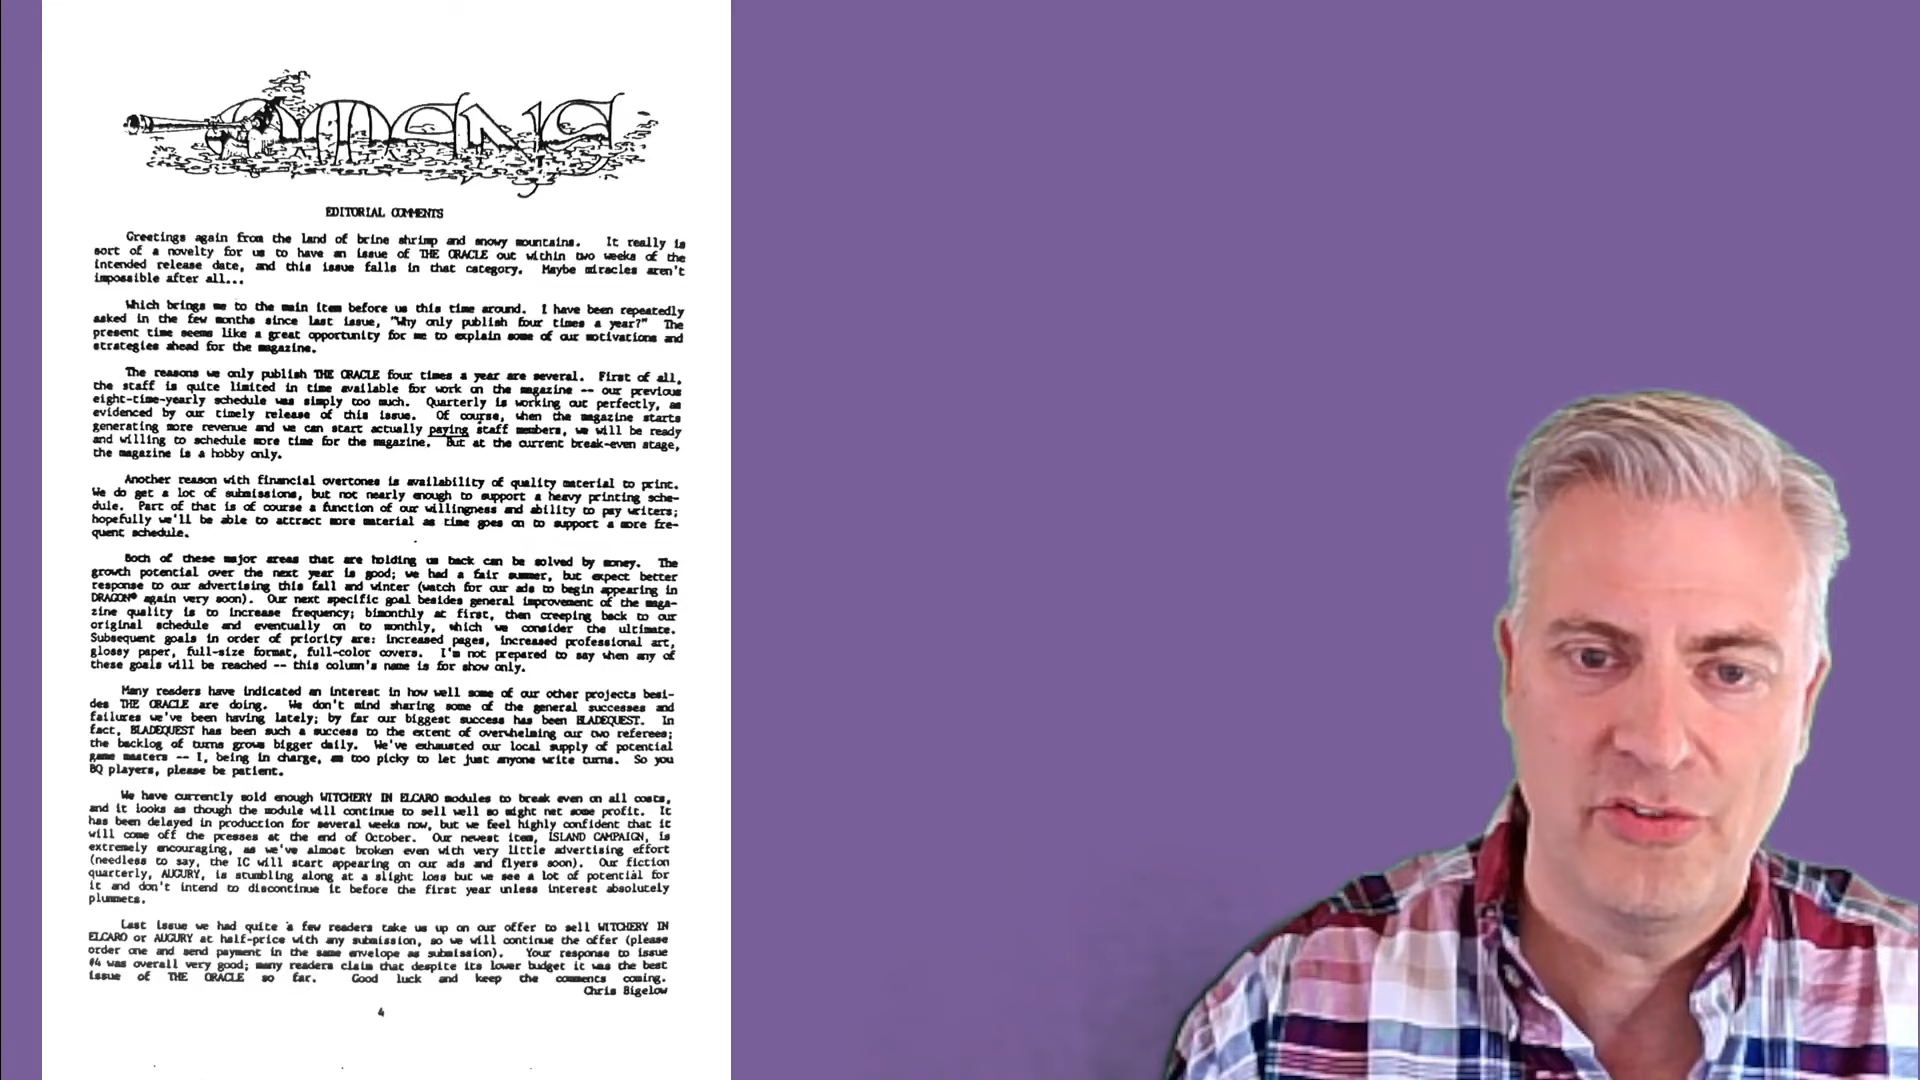 OMENS
EDITORIAL COMMENTS
Greetings again from the land of brine shrimp and snowy mountains. It really is
sort of a novelty for us to have an issue of THE ORACLE out within two weeks of the
intended release date, and this issue falls in that category. Maybe miracles aren't
impossible after all...
Which brings me to the main item before us this time around. I have been repeatedly
asked in the few months since last issue, "Why only publish four times a year?" The
present time seems like a great opportunity for me to explain some of our motivations and
strategies ahead for the magazine.
The reasons we only publish THE ORACLE four times a year are several. First of all,
the staff is quite limited in time available for work on the magazine -- our previous
eight-time-yearly schedule was simply too much. Quarterly is working out perfectly, as
evidenced by our timely release of this issue. Of course, when the magazine starts
generating more revenue and we can start actually paying staff members, we will be ready
and willing to schedule more time for the magazine. But at the current break-even stage,
the magazine is a hobby only.
Another reason with financial overtones is availability of quality material to print.
We do get a lot of submissions, but not nearly enough to support a heavy printing sche-
dule. Part of that is of course a function of our willingness and ability to pay writers;
hopefully we'll be able to attract more material as time goes on to support a more fre-
quent schedule.
Both of these major areas that are holding us back can be solved by money. The
growth potential over the next year is good; we had a fair summer, but expect better
response to our advertising this fall and winter (watch for our ads to begin appearing in
DRAGON® again very soon). Our next specific goal besides general improvement of the maga-
zine quality is to increase frequency; bimonthly at first, then creeping back to our
original schedule and eventually on to monthly, which we consider the ultimate.
Subsequent goals in order of priority are: increased pages, increased professional art,
glossy paper, full-size format, full-color covers. I'm not prepared to say when any of
these goals will be reached -- this column's name is for show only.
Many readers have indicated an interest in how well some of our other projects besi-
des THE ORACLE are doing. We don't mind sharing some of the general successes and
failures we've been having lately; by far our biggest success has been BLADEQUEST. In
fact, BLADEQUEST has been such a success to the extent of overwhelming our two referees;
the backlog of turns grows bigger daily. We've exhausted our local supply of potential
game masters -- I, being in charge, am too picky to let just anyone write turns. So you
BQ players, please be patient.
We have currently sold enough WITCHERY IN ELCARO modules to break even on all costs,
and it looks as though the module will continue to sell well so might net some profit. It
has been delayed in production for several weeks now, but we feel highly confident that it
will come off the presses at the end of October. Our newest item, ISLAND CAMPAIGN, is
extremely encouraging, as we've almost broken even with very little advertising effort
(needless to say, the IC will start appearing on our ads and flyers soon). Our fiction
quarterly, AUGURY, is stumbling along at a slight loss but we see a lot of potential for
it and don't intend to discontinue it before the first year unless interest absolutely
plummets.
Last issue we had quite a few readers take us up on our offer to sell WITCHERY IN
ELCARO or AUGURY at half-price with any submission, so we will continue the offer (please
order one and send payment in the same envelope as submission). Your response to issue
#4 was overall very good; many readers claim that despite its lower budget it was the best
issue of THE ORACLE so far. Good luck and keep the comments coming.
Chris Bigelow
4